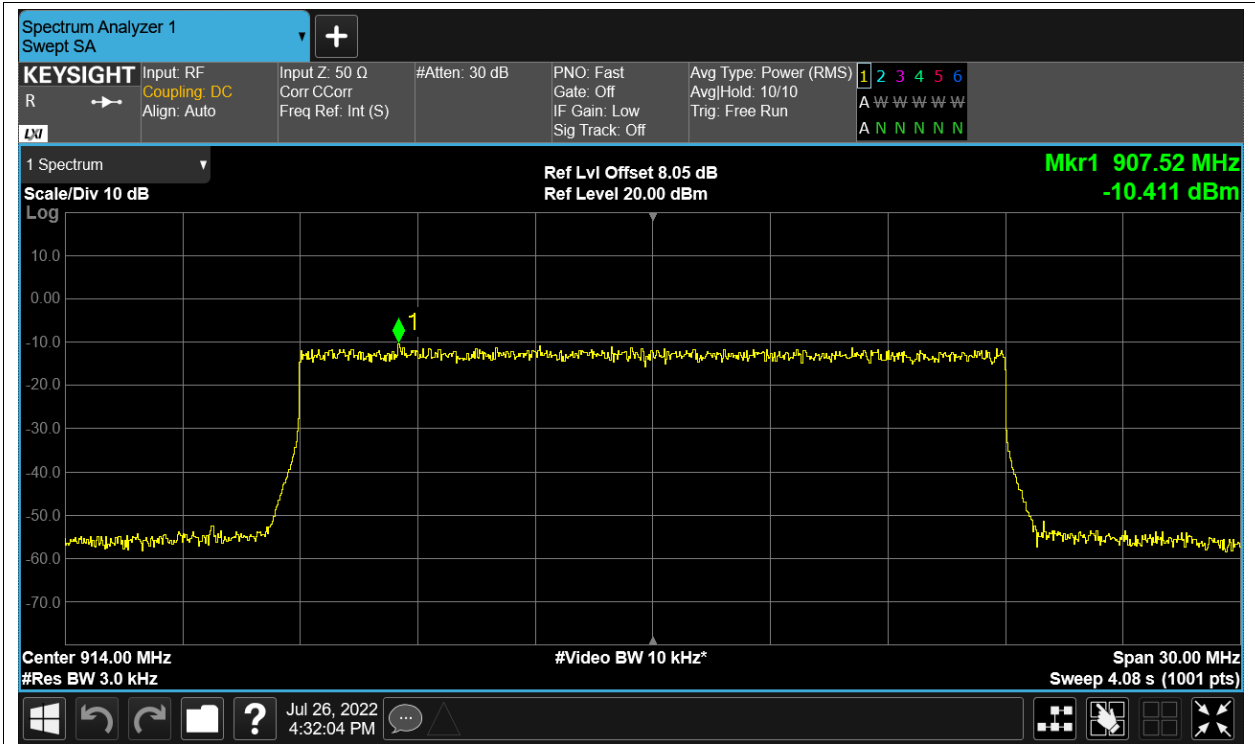 Spectrum Analyzer 1
Swept SA
+
KEYSIGHT
R
LXI
Input: RF
Coupling: DC
Align: Auto
Input Z: 50 Ω
Corr CCorr
Freq Ref: Int (S)
#Atten: 30 dB
PNO: Fast
Gate: Off
IF Gain: Low
Sig Track: Off
Avg Type: Power (RMS)
Avg|Hold: 10/10
Trig: Free Run
1 2 3 4 5 6
A W W W W W
A N N N N N
1 Spectrum
Scale/Div 10 dB
Log
Ref Lvl Offset 8.05 dB
Ref Level 20.00 dBm
Mkr1 907.52 MHz
-10.411 dBm
10.0
0.00
1
-10.0
-20.0
-30.0
-40.0
-50.0
-60.0
-70.0
Center 914.00 MHz
#Res BW 3.0 kHz
#Video BW 10 kHz*
Span 30.00 MHz
Sweep 4.08 s (1001 pts)
?
Jul 26, 2022
4:32:04 PM